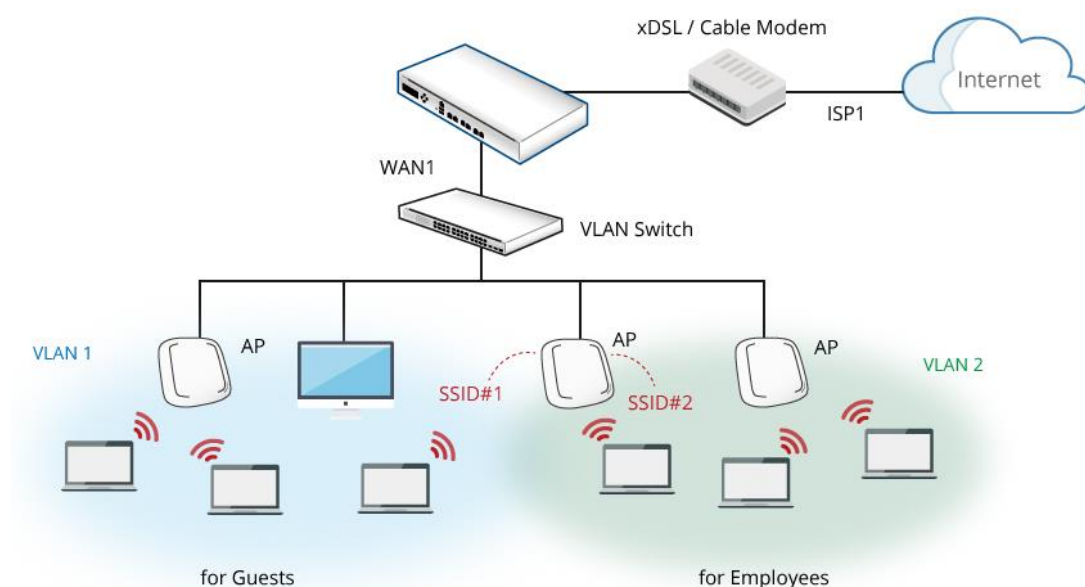 xDSL / Cable Modem
Internet
ISP1
WAN1
VLAN Switch
VLAN 1
AP
AP
AP
VLAN 2
SSID#1
SSID#2
for Guests
for Employees